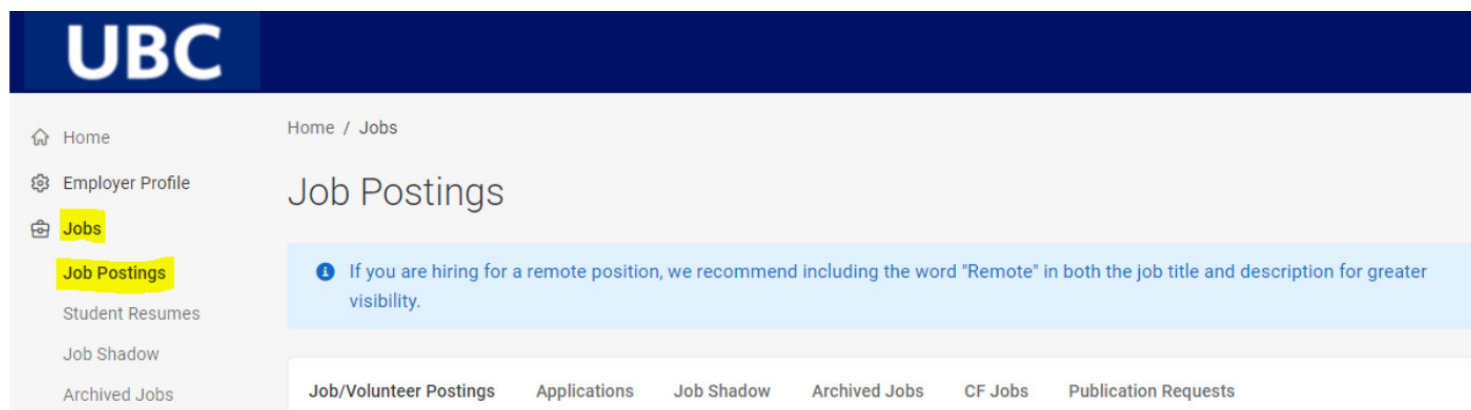 UBC
Home
Employer Profile
Jobs
Job Postings
Student Resumes
Job Shadow
Archived Jobs
Home / Jobs
Job Postings
If you are hiring for a remote position, we recommend including the word "Remote" in both the job title and description for greater
visibility.
Job/Volunteer Postings Applications Job Shadow Archived Jobs CF Jobs Publication Requests